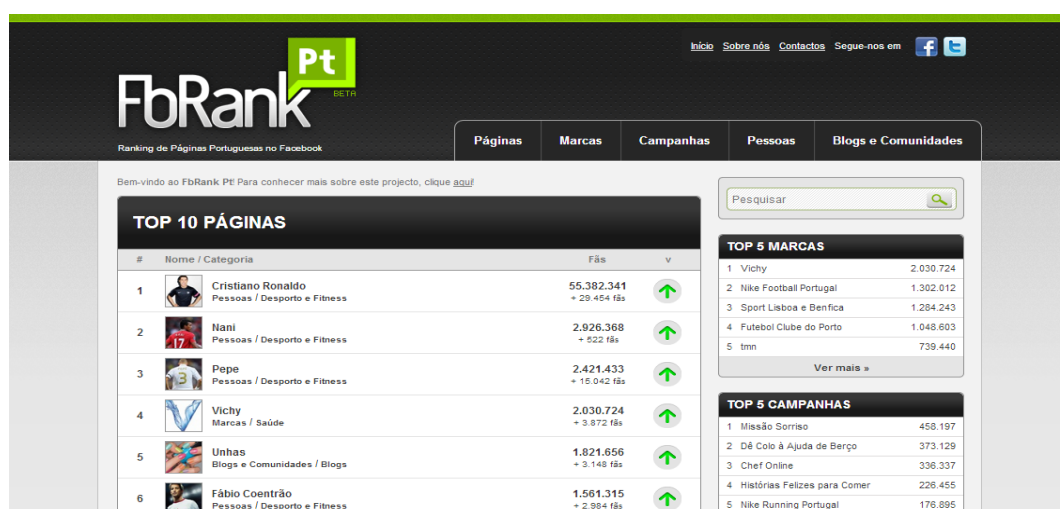 Início Sobre nós Contactos Segue-nos em
FbRank Pt
BETA
Ranking de Páginas Portuguesas no Facebook
Páginas Marcas Campanhas Pessoas Blogs e Comunidades
Bem-vindo ao FbRank Pt! Para conhecer mais sobre este projecto, clique aqui!
TOP 10 PÁGINAS
# Nome / Categoria Fãs v
1 Cristiano Ronaldo 55.382.341
Pessoas / Desporto e Fitness + 29.454 fãs
2 Nani 2.926.368
Pessoas / Desporto e Fitness + 522 fãs
3 Pepe 2.421.433
Pessoas / Desporto e Fitness + 15.042 fãs
4 Vichy 2.030.724
Marcas / Saúde + 3.872 fãs
5 Unhas 1.821.656
Blogs e Comunidades / Blogs + 3.148 fãs
6 Fábio Coentrão 1.561.315
Pessoas / Desporto e Fitness + 2.984 fãs
Pesquisar
TOP 5 MARCAS
1 Vichy 2.030.724
2 Nike Football Portugal 1.302.012
3 Sport Lisboa e Benfica 1.284.243
4 Futebol Clube do Porto 1.048.603
5 tmn 739.440
Ver mais »
TOP 5 CAMPANHAS
1 Missão Sorriso 458.197
2 Dê Colo à Ajuda de Berço 373.129
3 Chef Online 336.337
4 Histórias Felizes para Comer 226.455
5 Nike Running Portugal 176.895